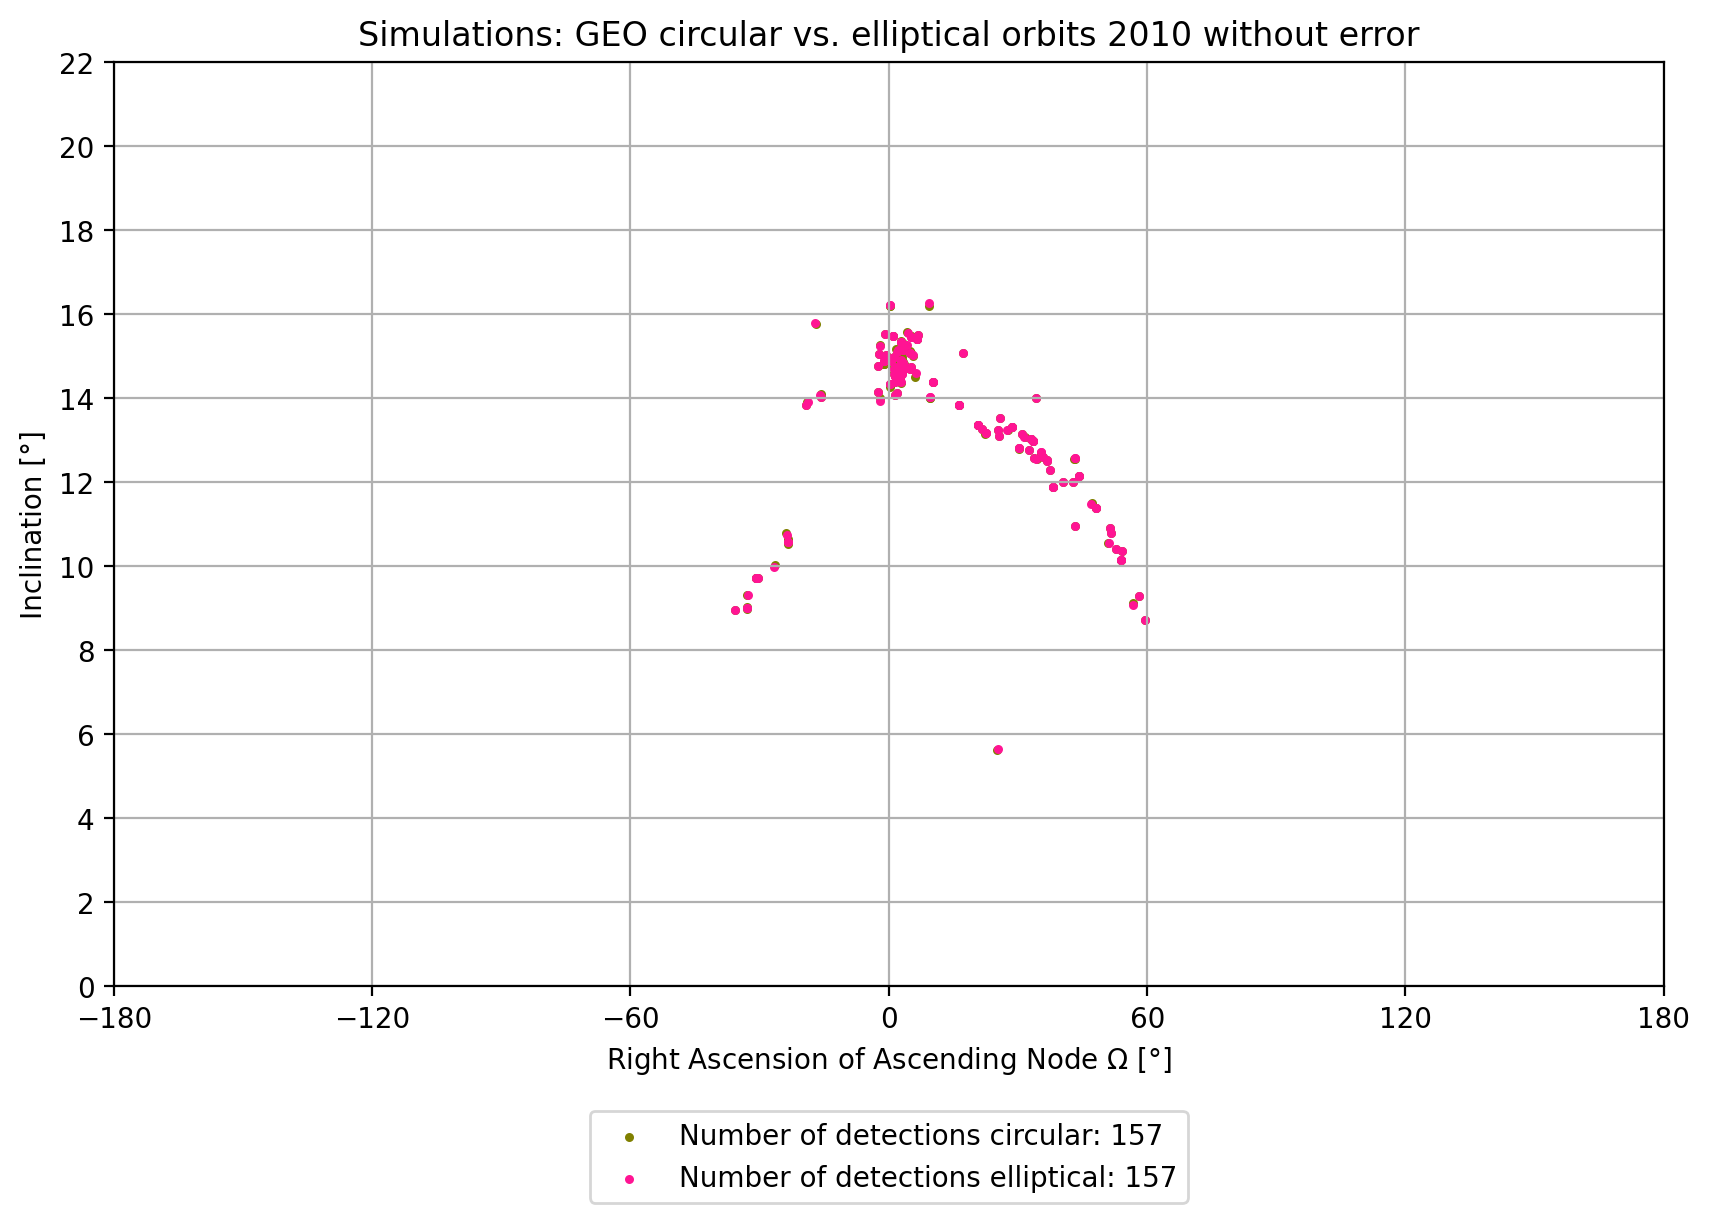 Simulations: GEO circular vs. elliptical orbits 2010 without error
22
20
18
16
14
12
10
8
6
4
2
0
Inclination [°]
−180 −120 −60 0 60 120 180
Right Ascension of Ascending Node Ω [°]
Number of detections circular: 157
Number of detections elliptical: 157